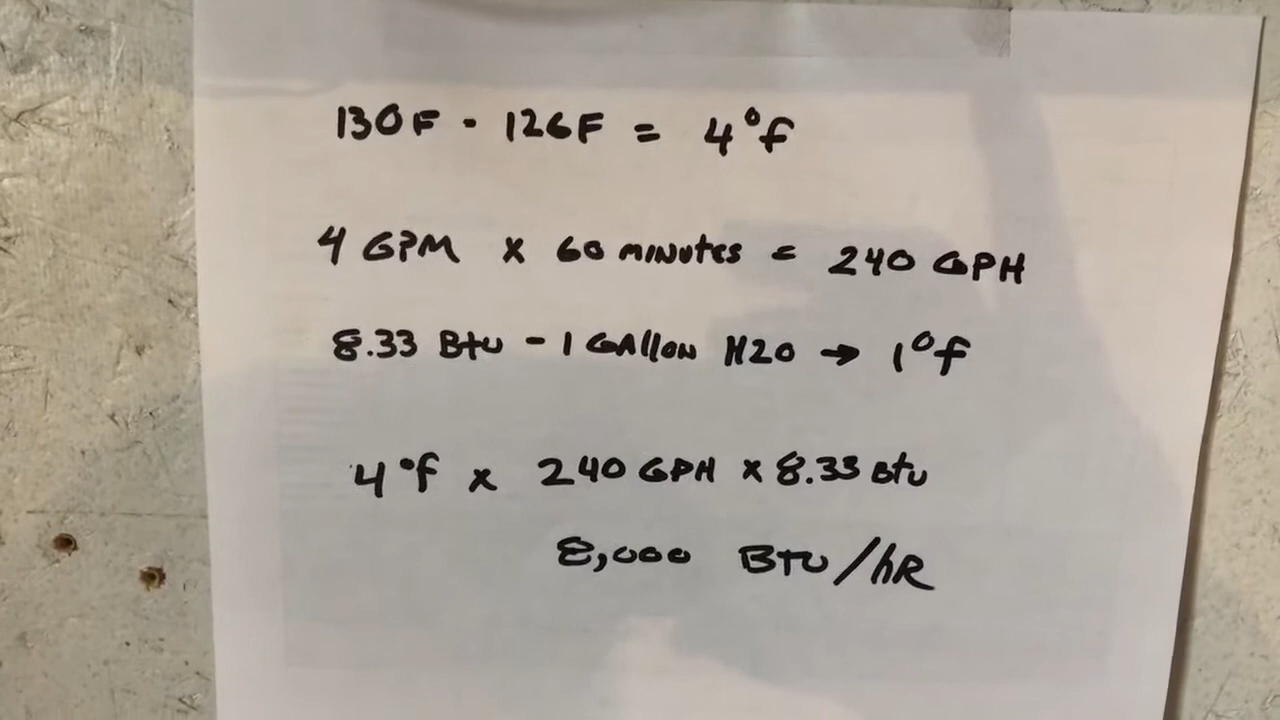 130F - 126F = 4°f
4 GPM x 60 minutes = 240 GPH
8.33 Btu - 1 Gallon H2O → 1°f
4°f x 240 GPH x 8.33 Btu
8,000 BTU/hR